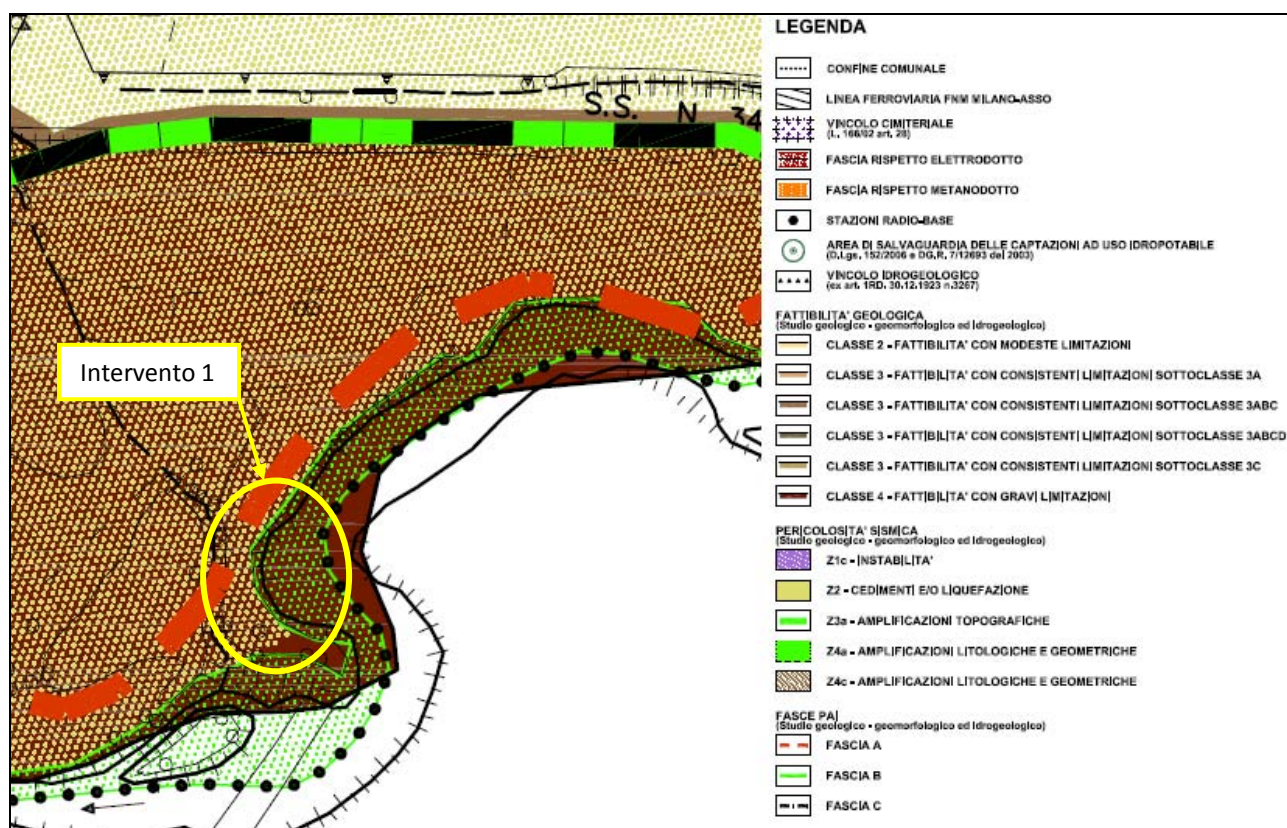 S.S. N 34
Intervento 1
LEGENDA
CONFINE COMUNALE
LINEA FERROVIARIA FNM MILANO-ASSO
VINCOLO CIMITERIALE
(L. 166/02 art. 28)
FASCIA RISPETTO ELETTRODOTTO
FASCIA RISPETTO METANODOTTO
STAZIONI RADIO-BASE
AREA DI SALVAGUARDIA DELLE CAPTAZIONI AD USO IDROPOTABILE
(D.Lgs. 152/2006 e DG.R. 7/12693 del 2003)
VINCOLO IDROGEOLOGICO
(ex art. 1RD. 30.12.1923 n.3267)
FATTIBILITA' GEOLOGICA
(Studio geologico - geomorfologico ed idrogeologico)
CLASSE 2 - FATTIBILITA' CON MODESTE LIMITAZIONI
CLASSE 3 - FATTIBILITA' CON CONSISTENTI LIMITAZIONI SOTTOCLASSE 3A
CLASSE 3 - FATTIBILITA' CON CONSISTENTI LIMITAZIONI SOTTOCLASSE 3ABC
CLASSE 3 - FATTIBILITA' CON CONSISTENTI LIMITAZIONI SOTTOCLASSE 3ABCD
CLASSE 3 - FATTIBILITA' CON CONSISTENTI LIMITAZIONI SOTTOCLASSE 3C
CLASSE 4 - FATTIBILITA' CON GRAVI LIMITAZIONI
PERICOLOSITA' SISMICA
(Studio geologico - geomorfologico ed idrogeologico)
Z1c - INSTABILITA'
Z2 - CEDIMENTI E/O LIQUEFAZIONE
Z3a - AMPLIFICAZIONI TOPOGRAFICHE
Z4a - AMPLIFICAZIONI LITOLOGICHE E GEOMETRICHE
Z4c - AMPLIFICAZIONI LITOLOGICHE E GEOMETRICHE
FASCE PAI
(Studio geologico - geomorfologico ed idrogeologico)
FASCIA A
FASCIA B
FASCIA C